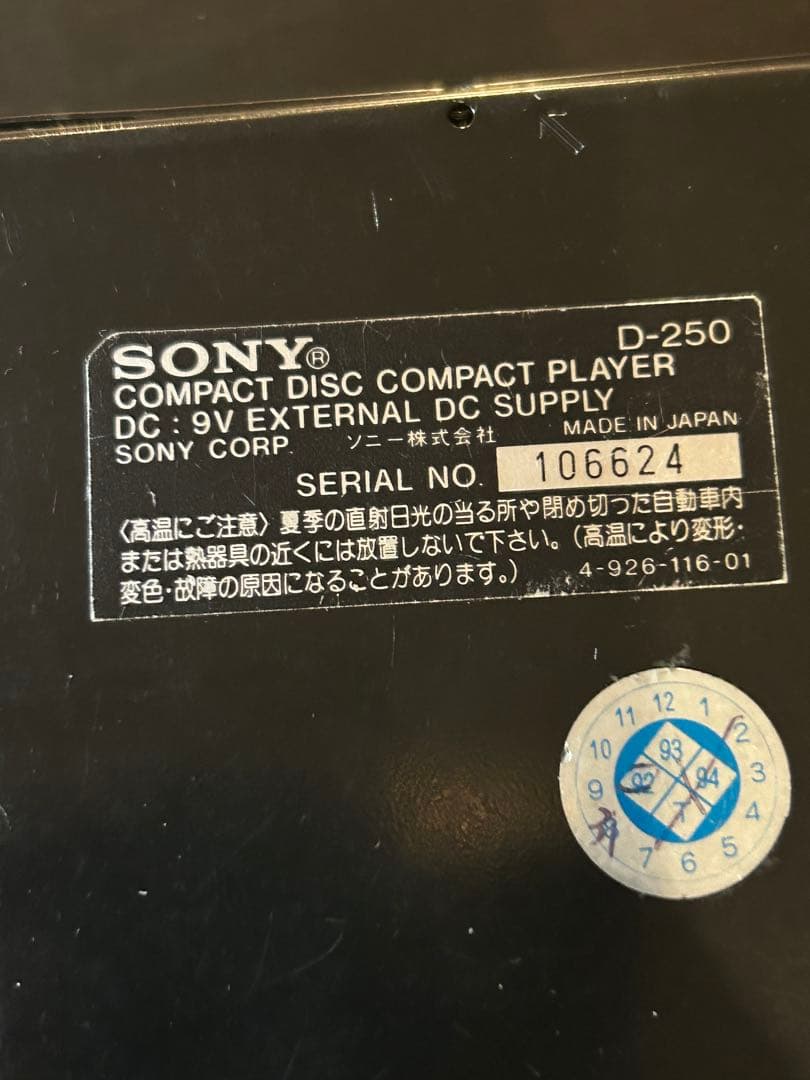 SONY® D-250
COMPACT DISC COMPACT PLAYER
DC : 9V EXTERNAL DC SUPPLY
SONY CORP. ソニー株式会社 MADE IN JAPAN
SERIAL NO. 106624
〈高温にご注意〉夏季の直射日光の当る所や閉め切った自動車内
または熱器具の近くには放置しないで下さい。(高温により変形・
変色・故障の原因になることがあります。) 4-926-116-01
12 1 2 3 4 5 6 7 9 10 11
93
92 94
T